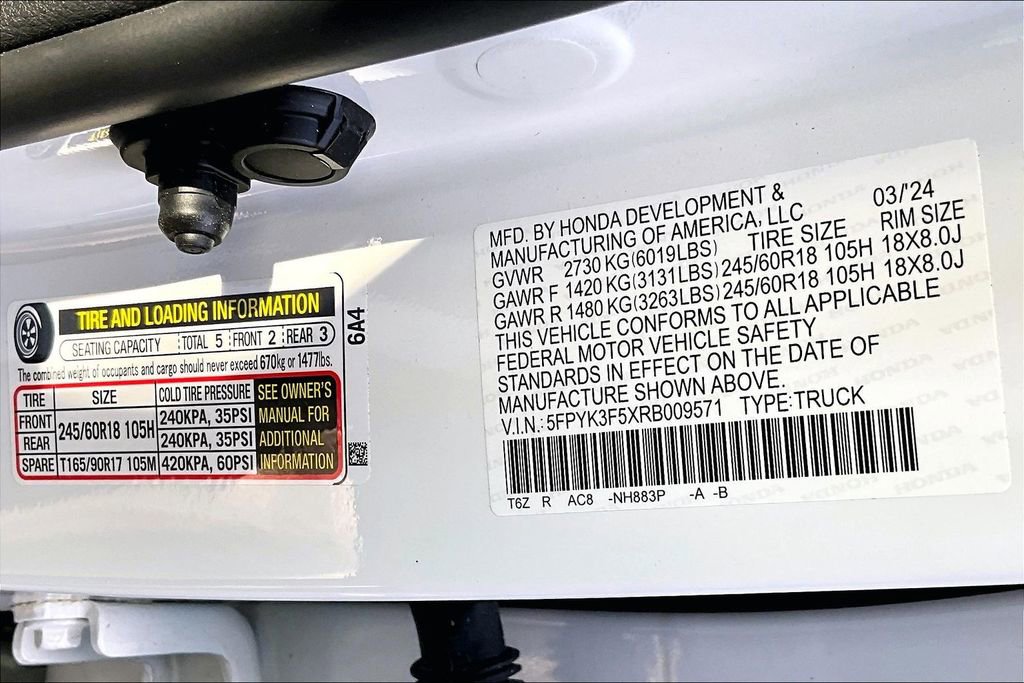 TIRE AND LOADING INFORMATION
SEATING CAPACITY TOTAL 5 FRONT 2 REAR 3
The combined weight of occupants and cargo should never exceed 670kg or 1477lbs.
TIRE SIZE COLD TIRE PRESSURE SEE OWNER'S
FRONT 245/60R18 105H 240KPA, 35PSI MANUAL FOR
REAR 240KPA, 35PSI ADDITIONAL
SPARE T165/90R17 105M 420KPA, 60PSI INFORMATION
6A4
MFD. BY HONDA DEVELOPMENT & 03/'24
MANUFACTURING OF AMERICA, LLC
GVWR 2730 KG(6019LBS) TIRE SIZE RIM SIZE
GAWR F 1420 KG(3131LBS) 245/60R18 105H 18X8.0J
GAWR R 1480 KG(3263LBS) 245/60R18 105H 18X8.0J
THIS VEHICLE CONFORMS TO ALL APPLICABLE
FEDERAL MOTOR VEHICLE SAFETY
STANDARDS IN EFFECT ON THE DATE OF
MANUFACTURE SHOWN ABOVE.
V.I.N.: 5FPYK3F5XRB009571 TYPE:TRUCK
T6Z R AC8 -NH883P -A -B